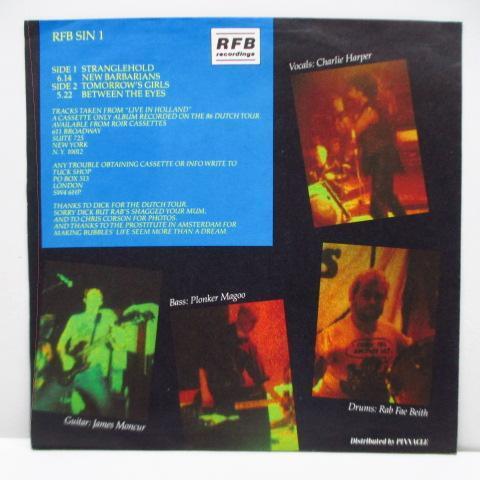 RFB SIN 1
RFB
recordings
SIDE 1 STRANGLEHOLD
6.14 NEW BARBARIANS
SIDE 2 TOMORROW'S GIRLS
5.22 BETWEEN THE EYES
TRACKS TAKEN FROM "LIVE IN HOLLAND"
A CASSETTE ONLY ALBUM RECORDED ON THE 86 DUTCH TOUR
AVAILABLE FROM ROIR CASSETTES
611 BROADWAY
SUITE 725
NEW YORK
N.Y. 10012
ANY TROUBLE OBTAINING CASSETTE OR INFO WRITE TO
TUCK SHOP
PO BOX 513
LONDON
SW4 6HP
THANKS TO DICK FOR THE DUTCH TOUR.
SORRY DICK BUT RAB'S SHAGGED YOUR MUM,
AND TO CHRIS CORSON FOR PHOTOS.
AND THANKS TO THE PROSTITUTE IN AMSTERDAM FOR
MAKING BUBBLES' LIFE SEEM MORE THAN A DREAM.
Vocals: Charlie Harper
Bass: Plonker Magoo
Guitar: James Moncur
Drums: Rab Fae Beith
Distributed by PINNACLE